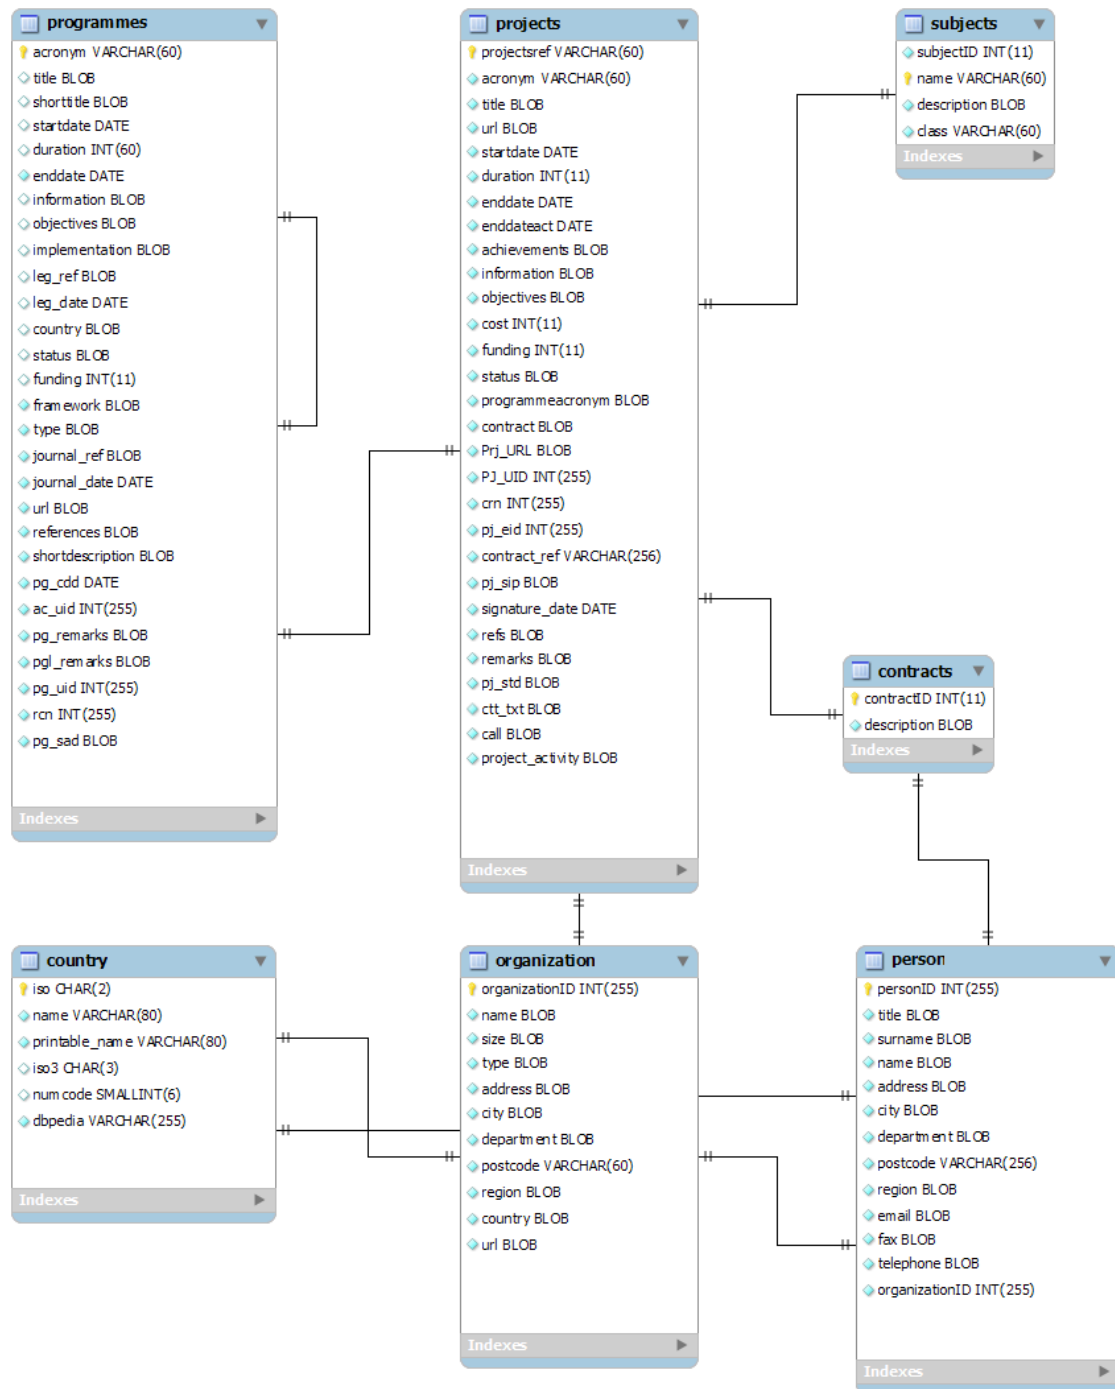 programmes
acronym VARCHAR(60)
title BLOB
shorttitle BLOB
startdate DATE
duration INT(60)
enddate DATE
information BLOB
objectives BLOB
implementation BLOB
leg_ref BLOB
leg_date DATE
country BLOB
status BLOB
funding INT(11)
framework BLOB
type BLOB
journal_ref BLOB
journal_date DATE
url BLOB
references BLOB
shortdescription BLOB
pg_cdd DATE
ac_uid INT(255)
pg_remarks BLOB
pgl_remarks BLOB
pg_uid INT(255)
rcn INT(255)
pg_sad BLOB
Indexes
projects
projectsref VARCHAR(60)
acronym VARCHAR(60)
title BLOB
url BLOB
startdate DATE
duration INT(11)
enddate DATE
enddateact DATE
achievements BLOB
information BLOB
objectives BLOB
cost INT(11)
funding INT(11)
status BLOB
programmeacronym BLOB
contract BLOB
Prj_URL BLOB
PJ_UID INT(255)
crn INT(255)
pj_eid INT(255)
contract_ref VARCHAR(256)
pj_sip BLOB
signature_date DATE
refs BLOB
remarks BLOB
pj_std BLOB
ctt_txt BLOB
call BLOB
project_activity BLOB
Indexes
subjects
subjectID INT(11)
name VARCHAR(60)
description BLOB
class VARCHAR(60)
Indexes
contracts
contractID INT(11)
description BLOB
Indexes
country
iso CHAR(2)
name VARCHAR(80)
printable_name VARCHAR(80)
iso3 CHAR(3)
numcode SMALLINT(6)
dbpedia VARCHAR(255)
Indexes
organization
organizationID INT(255)
name BLOB
size BLOB
type BLOB
address BLOB
city BLOB
department BLOB
postcode VARCHAR(60)
region BLOB
country BLOB
url BLOB
Indexes
person
personID INT(255)
title BLOB
surname BLOB
name BLOB
address BLOB
city BLOB
department BLOB
postcode VARCHAR(256)
region BLOB
email BLOB
fax BLOB
telephone BLOB
organizationID INT(255)
Indexes